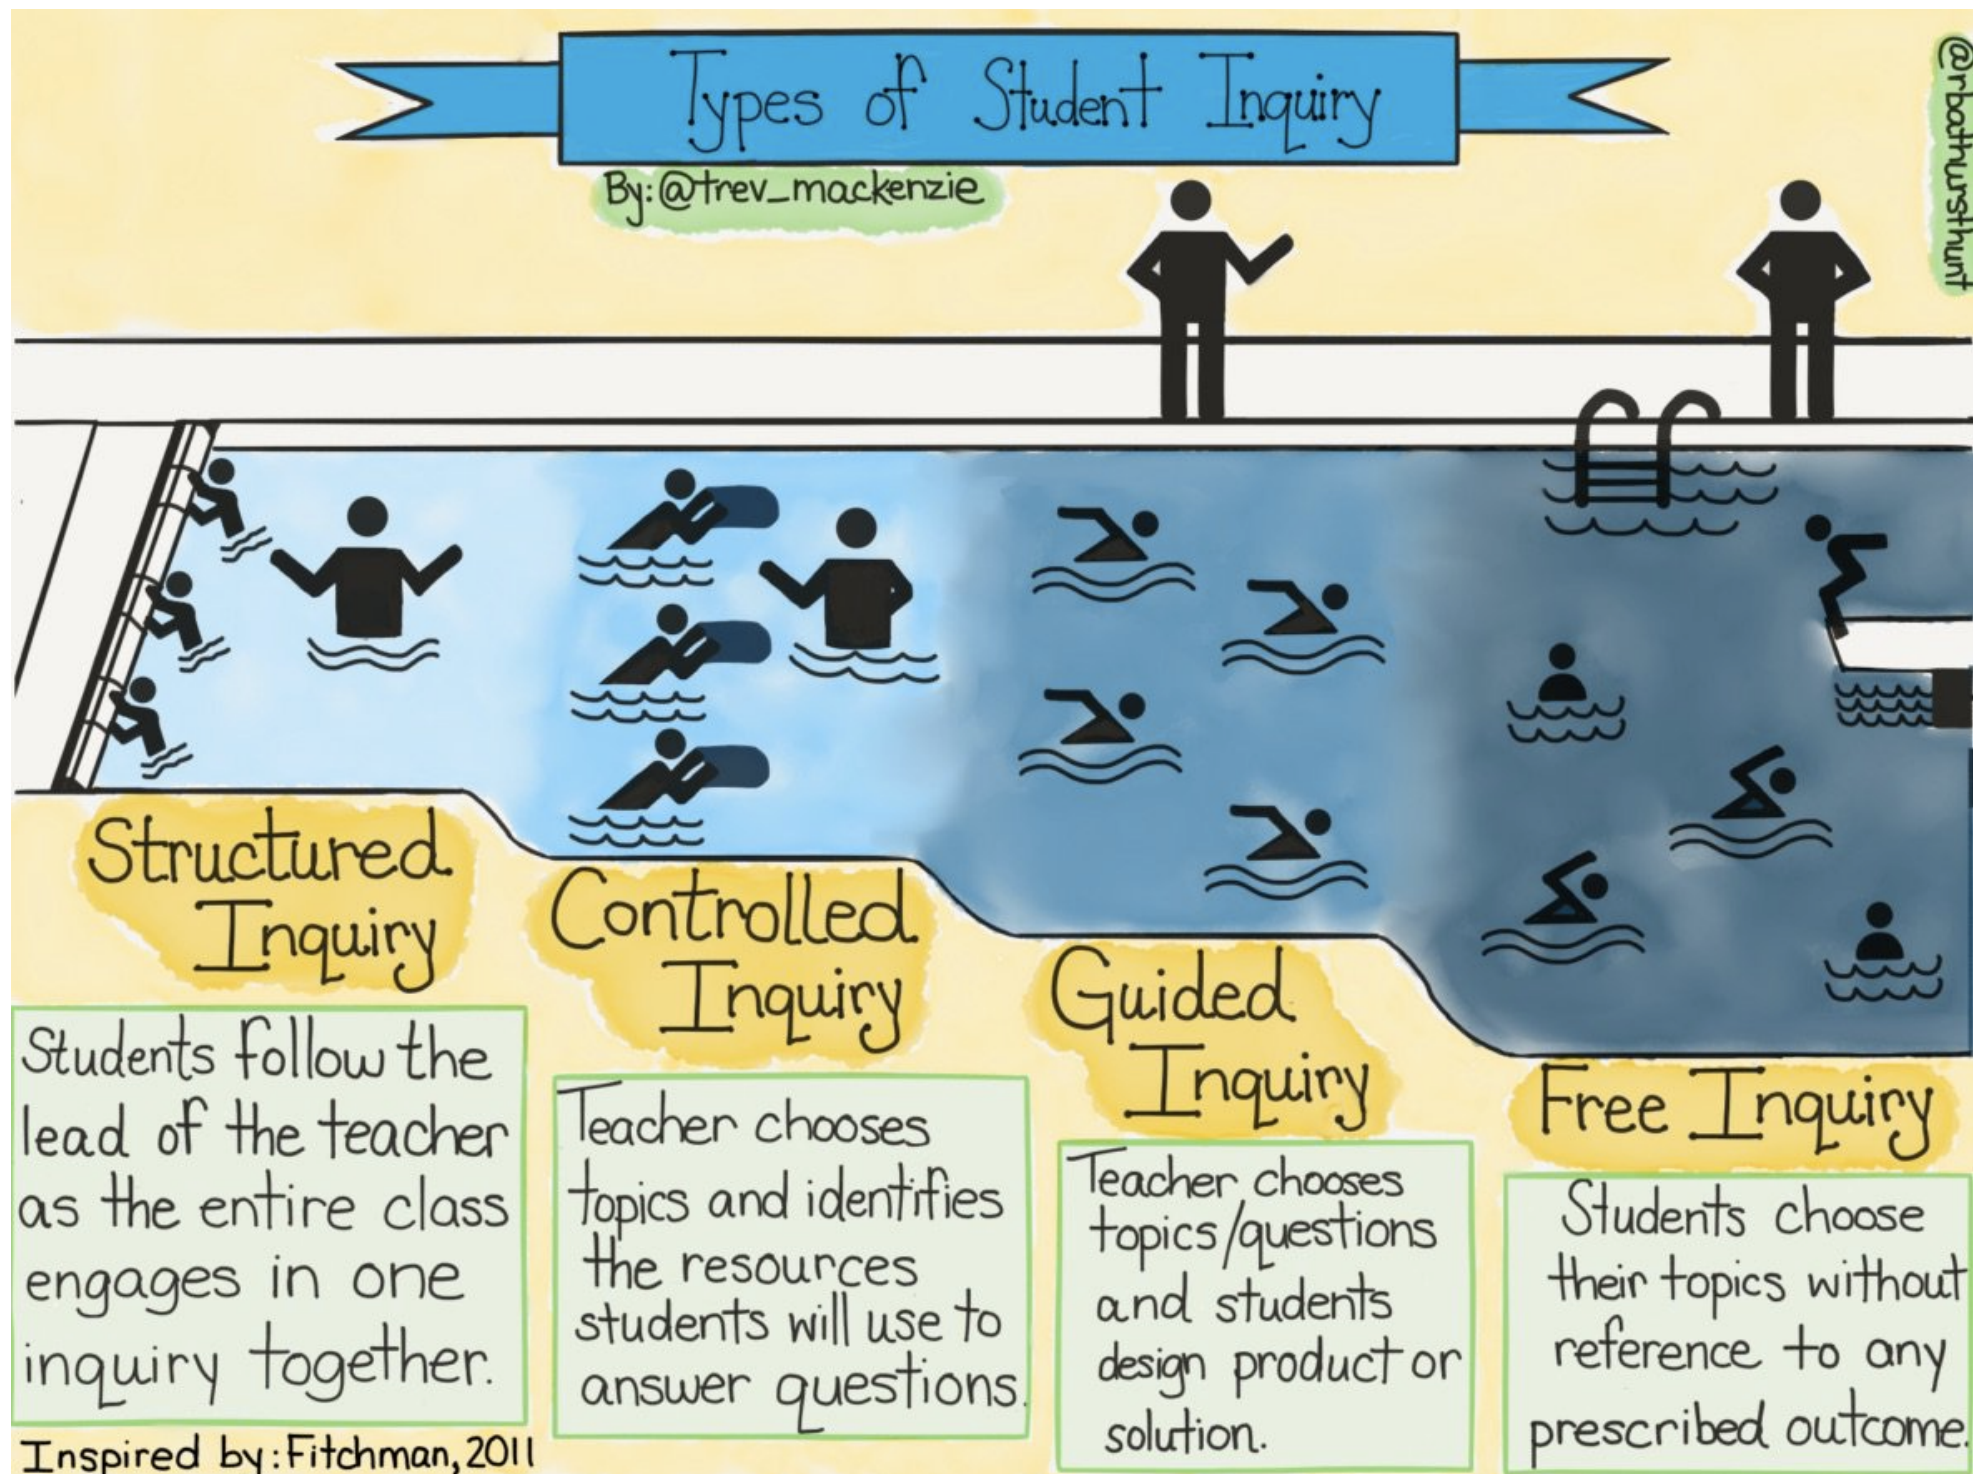 Types of Student Inquiry
By: @trev_mackenzie
@rbathursthunt
Structured
Inquiry
Students follow the
lead of the teacher
as the entire class
engages in one
inquiry together.
Controlled
Inquiry
Teacher chooses
topics and identifies
the resources
students will use to
answer questions.
Guided
Inquiry
Teacher chooses
topics/questions
and students
design product or
solution.
Free Inquiry
Students choose
their topics without
reference to any
prescribed outcome.
Inspired by: Fitchman, 2011